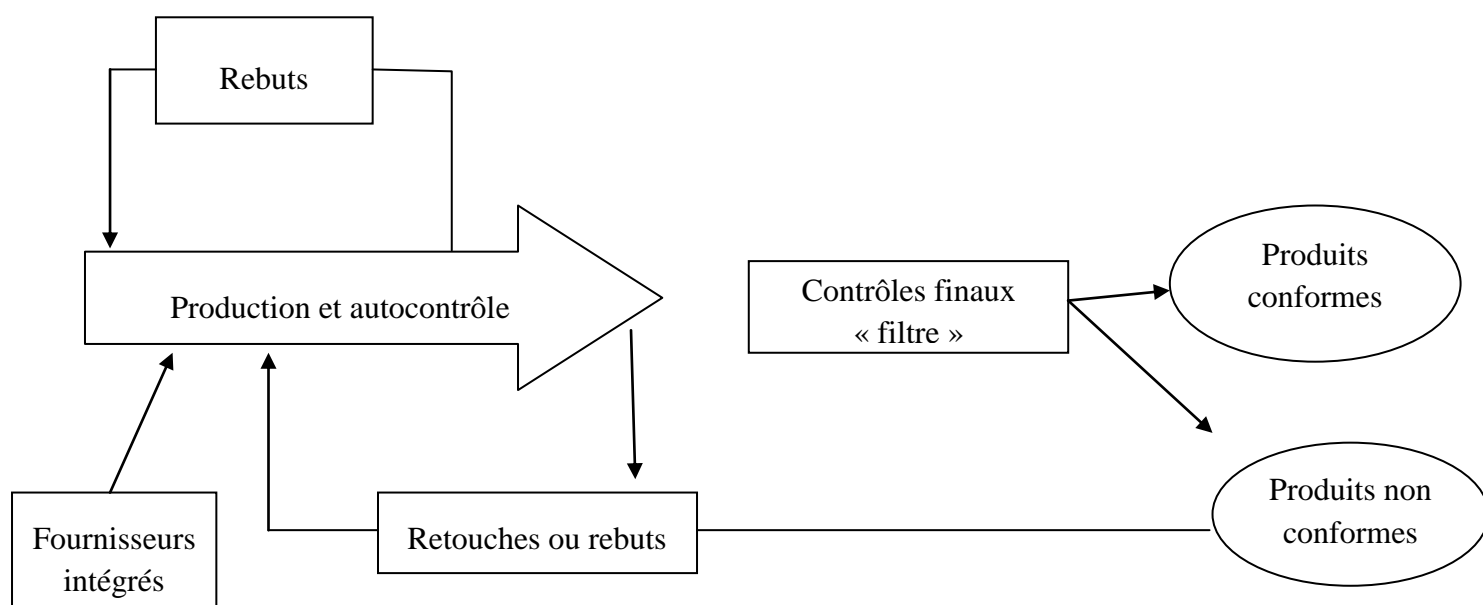 Rebuts
Production et autocontrôle
Contrôles finaux
« filtre »
Produits
conformes
Fournisseurs
intégrés
Retouches ou rebuts
Produits non
conformes